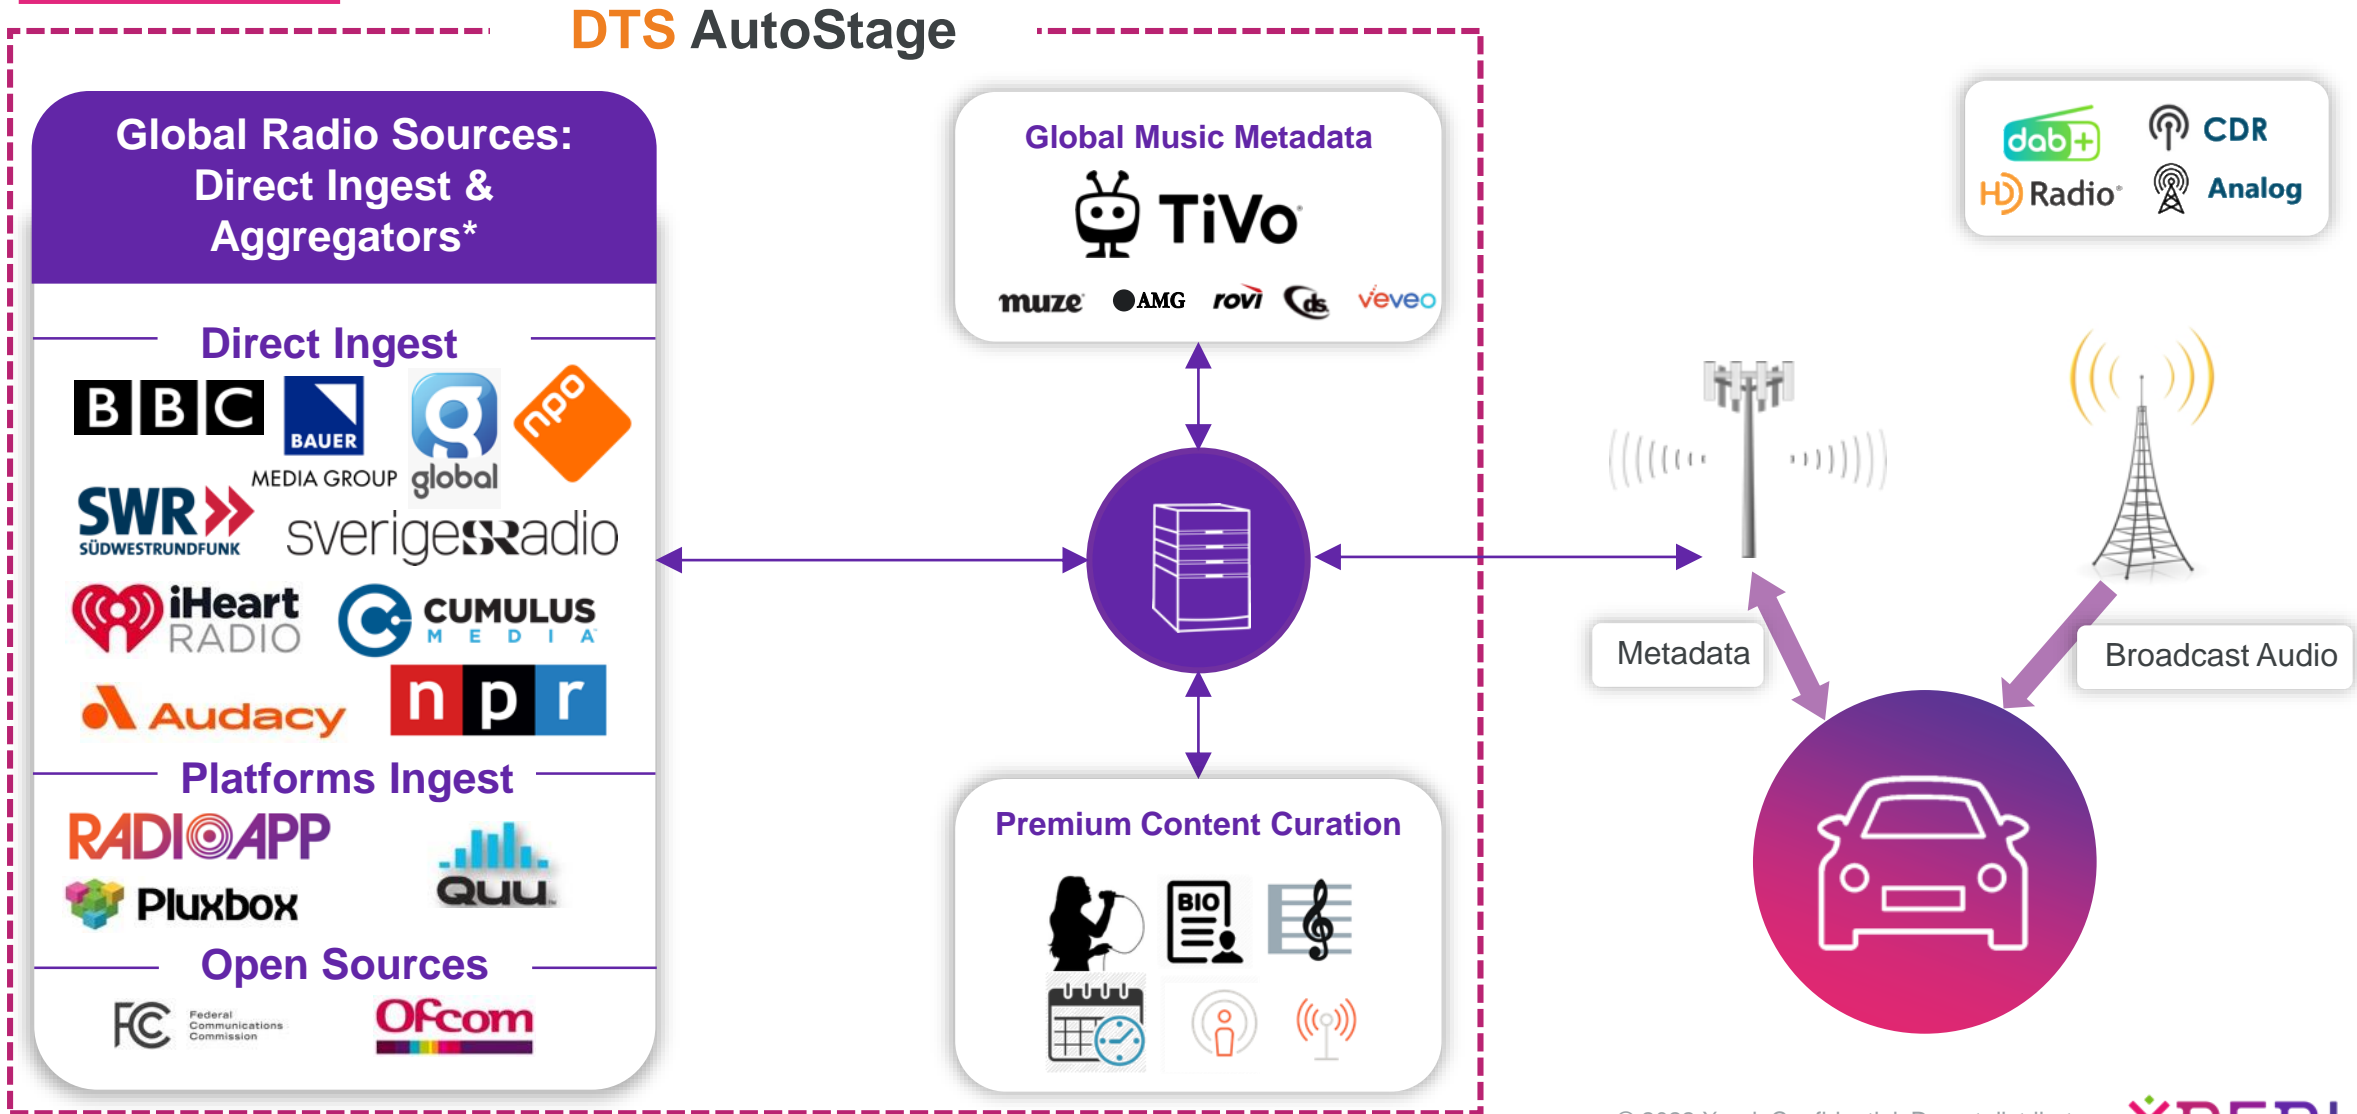 DTS AutoStage
Global Radio Sources:
Direct Ingest &
Aggregators*
Direct Ingest
BBC
BAUER
MEDIA GROUP
global
npo
SWR
SÜDWESTRUNDFUNK
sverigesSRadio
iHeart
RADIO
CUMULUS
MEDIA
Audacy
npr
Platforms Ingest
RADIOAPP
Pluxbox
Quu
Open Sources
FC
Federal
Communications
Commission
Ofcom
Global Music Metadata
TiVo
muze
AMG
rovi
ds
veveo
Premium Content Curation
BIO
dab+
CDR
HD Radio
Analog
Metadata
Broadcast Audio